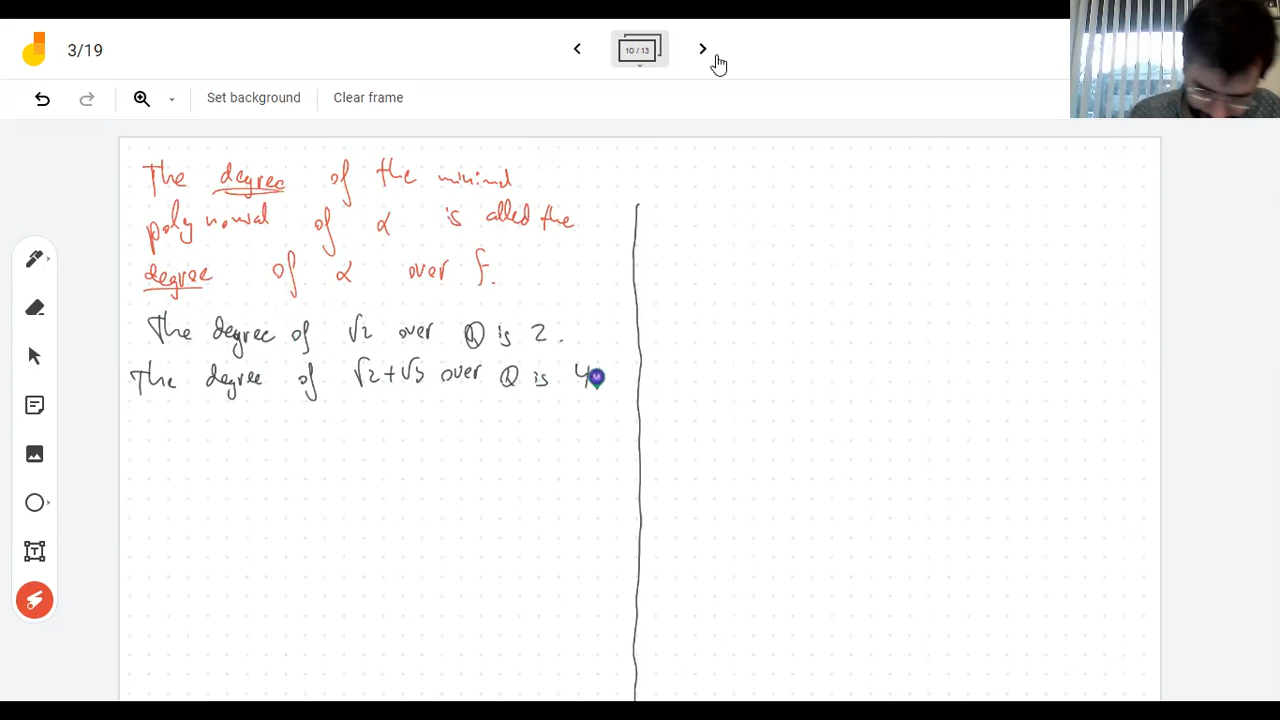 3/19
10 / 13
Set background
Clear frame
The degree of the minimal
polynomial of α is called the
degree of α over F.
The degree of √2 over Q is 2.
The degree of √2+√3 over Q is 4
M
T